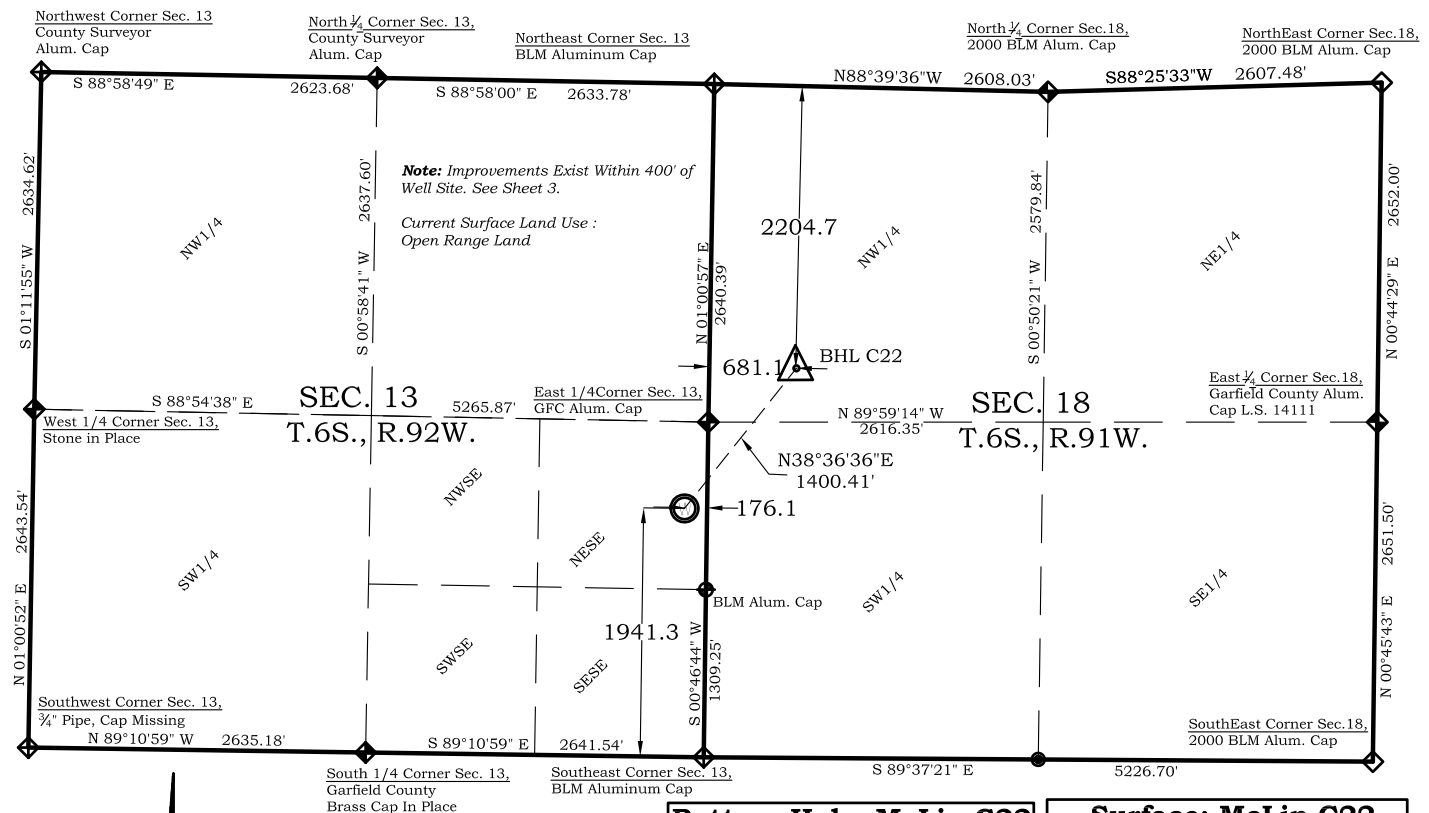 Northwest Corner Sec. 13
County Surveyor
Alum. Cap
North 1/4 Corner Sec. 13,
County Surveyor
Alum. Cap
Northeast Corner Sec. 13
BLM Aluminum Cap
North 1/4 Corner Sec.18,
2000 BLM Alum. Cap
NorthEast Corner Sec.18,
2000 BLM Alum. Cap
S 88°58'49" E
2623.68'
S 88°58'00" E
2633.78'
N88°39'36"W
2608.03'
S88°25'33"W
2607.48'
S 01°11'55" W 2634.62'
NW1/4
S 00°58'41" W 2637.60'
Note: Improvements Exist Within 400' of
Well Site. See Sheet 3.
Current Surface Land Use :
Open Range Land
N 01°00'57" E
2640.39'
2204.7
NW1/4
S 00°50'21" W 2579.84'
NE1/4
N 00°44'29" E 2652.00'
681.1
BHL C22
SEC. 13
T.6S., R.92W.
S 88°54'38" E
5265.87'
East 1/4Corner Sec. 13,
GFC Alum. Cap
N 89°59'14" W
2616.35'
SEC. 18
T.6S., R.91W.
East 1/4 Corner Sec.18,
Garfield County Alum.
Cap L.S. 14111
West 1/4 Corner Sec. 13,
Stone in Place
N38°36'36"E
1400.41'
176.1
N 01°00'52" E 2643.54'
SW1/4
NWSE
NESE
SWSE
SESE
1941.3
BLM Alum. Cap
S 00°46'44" W
1309.25'
SW1/4
SE1/4
N 00°45'43" E 2651.50'
Southwest Corner Sec. 13,
¾" Pipe, Cap Missing
N 89°10'59" W
2635.18'
S 89°10'59" E
2641.54'
South 1/4 Corner Sec. 13,
Garfield County
Brass Cap In Place
Southeast Corner Sec. 13,
BLM Aluminum Cap
S 89°37'21" E
5226.70'
SouthEast Corner Sec.18,
2000 BLM Alum. Cap
Surface: McLin C22